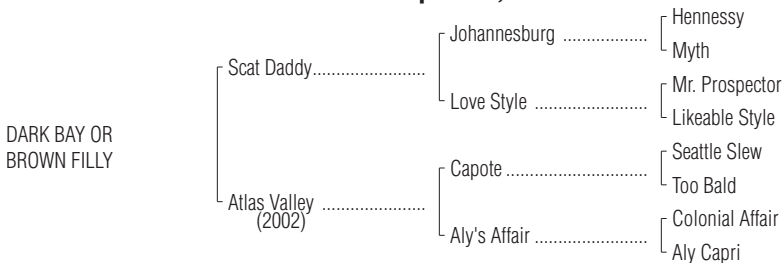 Hennessy
Johannesburg ..................
Myth
Scat Daddy........................
Mr. Prospector
Love Style ........................
Likeable Style
DARK BAY OR
BROWN FILLY
Seattle Slew
Capote ..............................
Too Bald
Atlas Valley ......................
(2002)
Colonial Affair
Aly's Affair ........................
Aly Capri